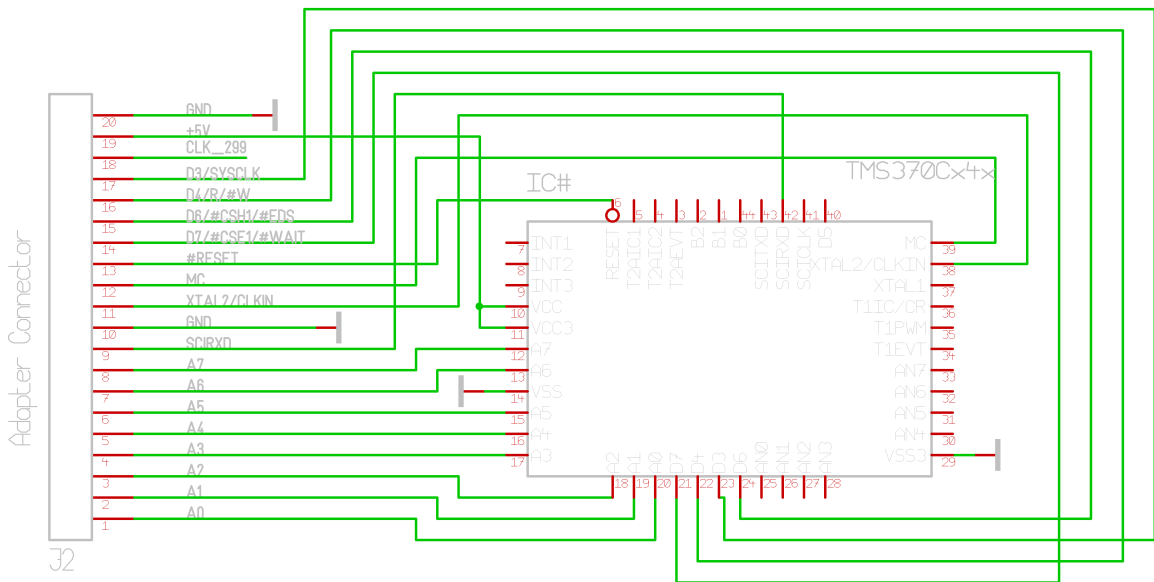 GND
20
+5V
19
CLK_299
18
D3/SYSCLK
17
D4/R/#W
16
D6/#CSH1/#EDS
15
D7/#CSE1/#WAIT
14
#RESET
13
MC
12
XTAL2/CLKIN
11
GND
10
SCIRXD
9
A7
8
A6
7
A5
6
A4
5
A3
4
A2
3
A1
2
A0
1
Adapter Connector
J2
IC#
TMS370Cx4x
6 5 4 3 2 1 44 43 42 41 40
RESET T2AIC1 T2AIC2 T2AEVT B2 B1 B0 SCITXD SCIRXD SCICLK D5
7 INT1
8 INT2
9 INT3
10 VCC
11 VCC3
12 A7
13 A6
14 VSS
15 A5
16 A4
17 A3
MC 39
XTAL2/CLKIN 38
XTAL1 37
T1IC/CR 36
T1PWM 35
T1EVT 34
AN7 33
AN6 32
AN5 31
AN4 30
VSS3 29
A2 A1 A0 D7 D4 D3 D6 AN0 AN1 AN2 AN3
18 19 20 21 22 23 24 25 26 27 28